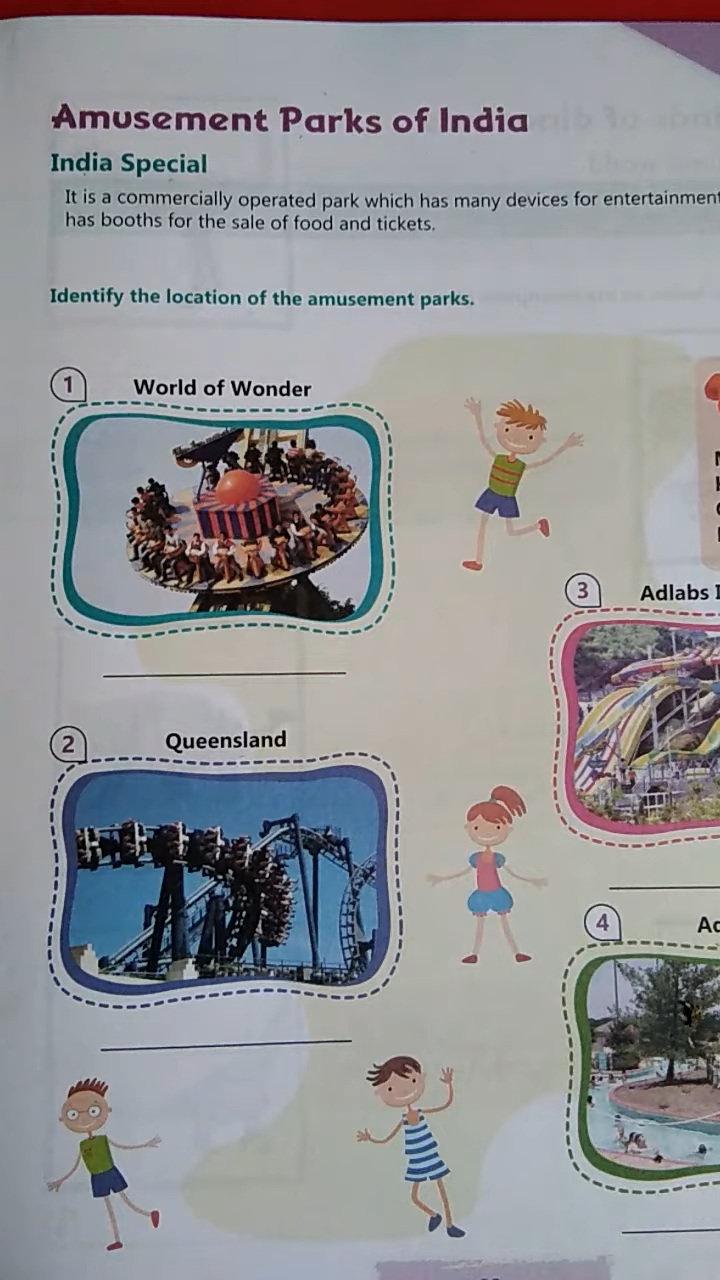 Amusement Parks of India
India Special
It is a commercially operated park which has many devices for entertainment
has booths for the sale of food and tickets.
Identify the location of the amusement parks.
1 World of Wonder
2 Queensland
3 Adlabs
4